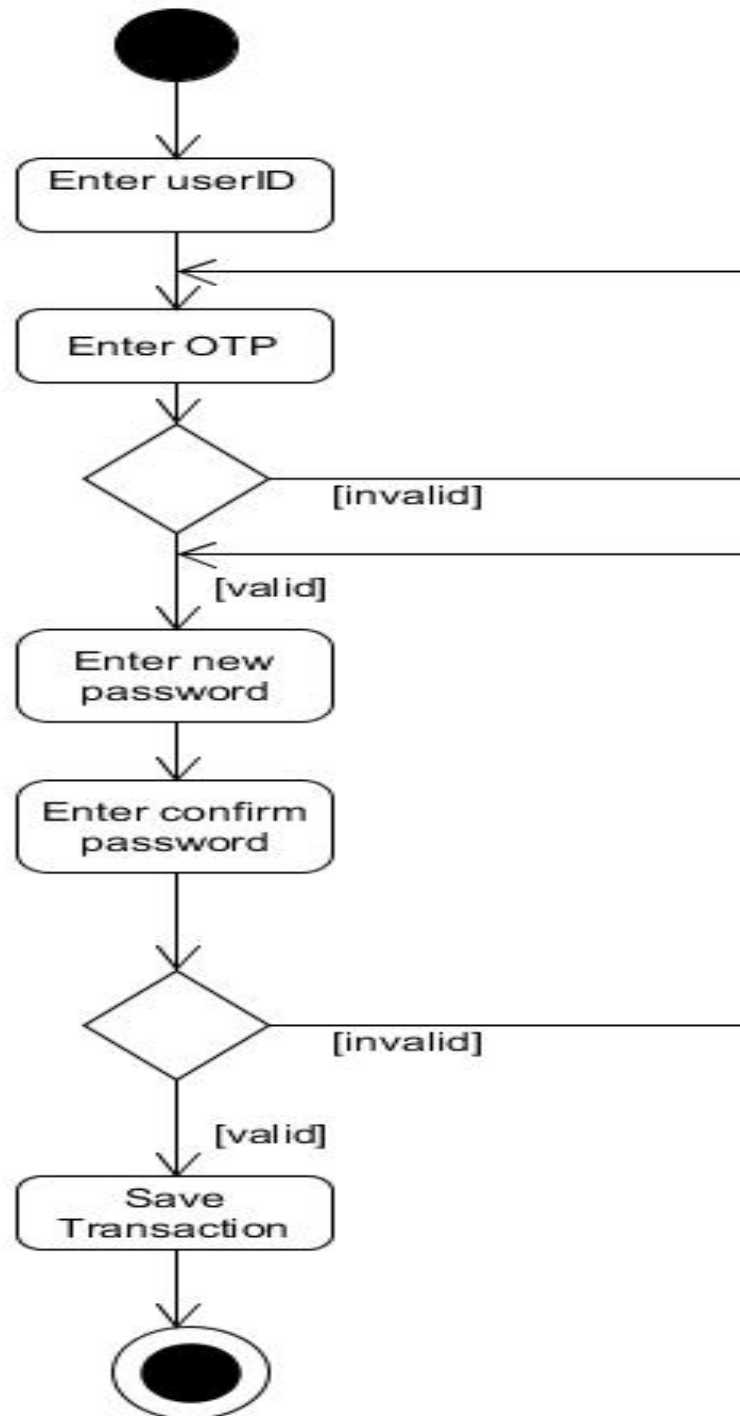 Enter userID
Enter OTP
[invalid]
[valid]
Enter new
password
Enter confirm
password
[invalid]
[valid]
Save
Transaction